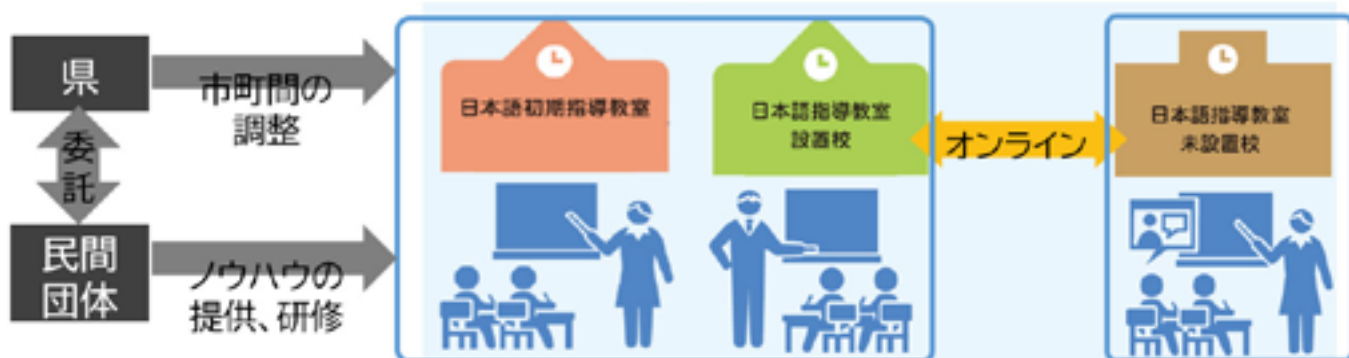 県
市町間の
調整
委
託
民間
団体
ノウハウの
提供、研修
日本語初期指導教室
日本語指導教室
設置校
オンライン
日本語指導教室
未設置校